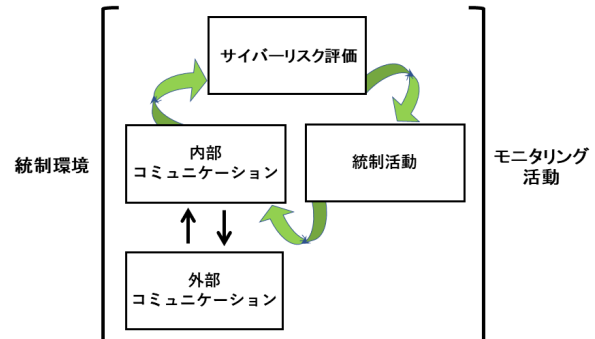 サイバーリスク評価
内部
コミュニケーション
統制活動
統制環境
モニタリング
活動
外部
コミュニケーション